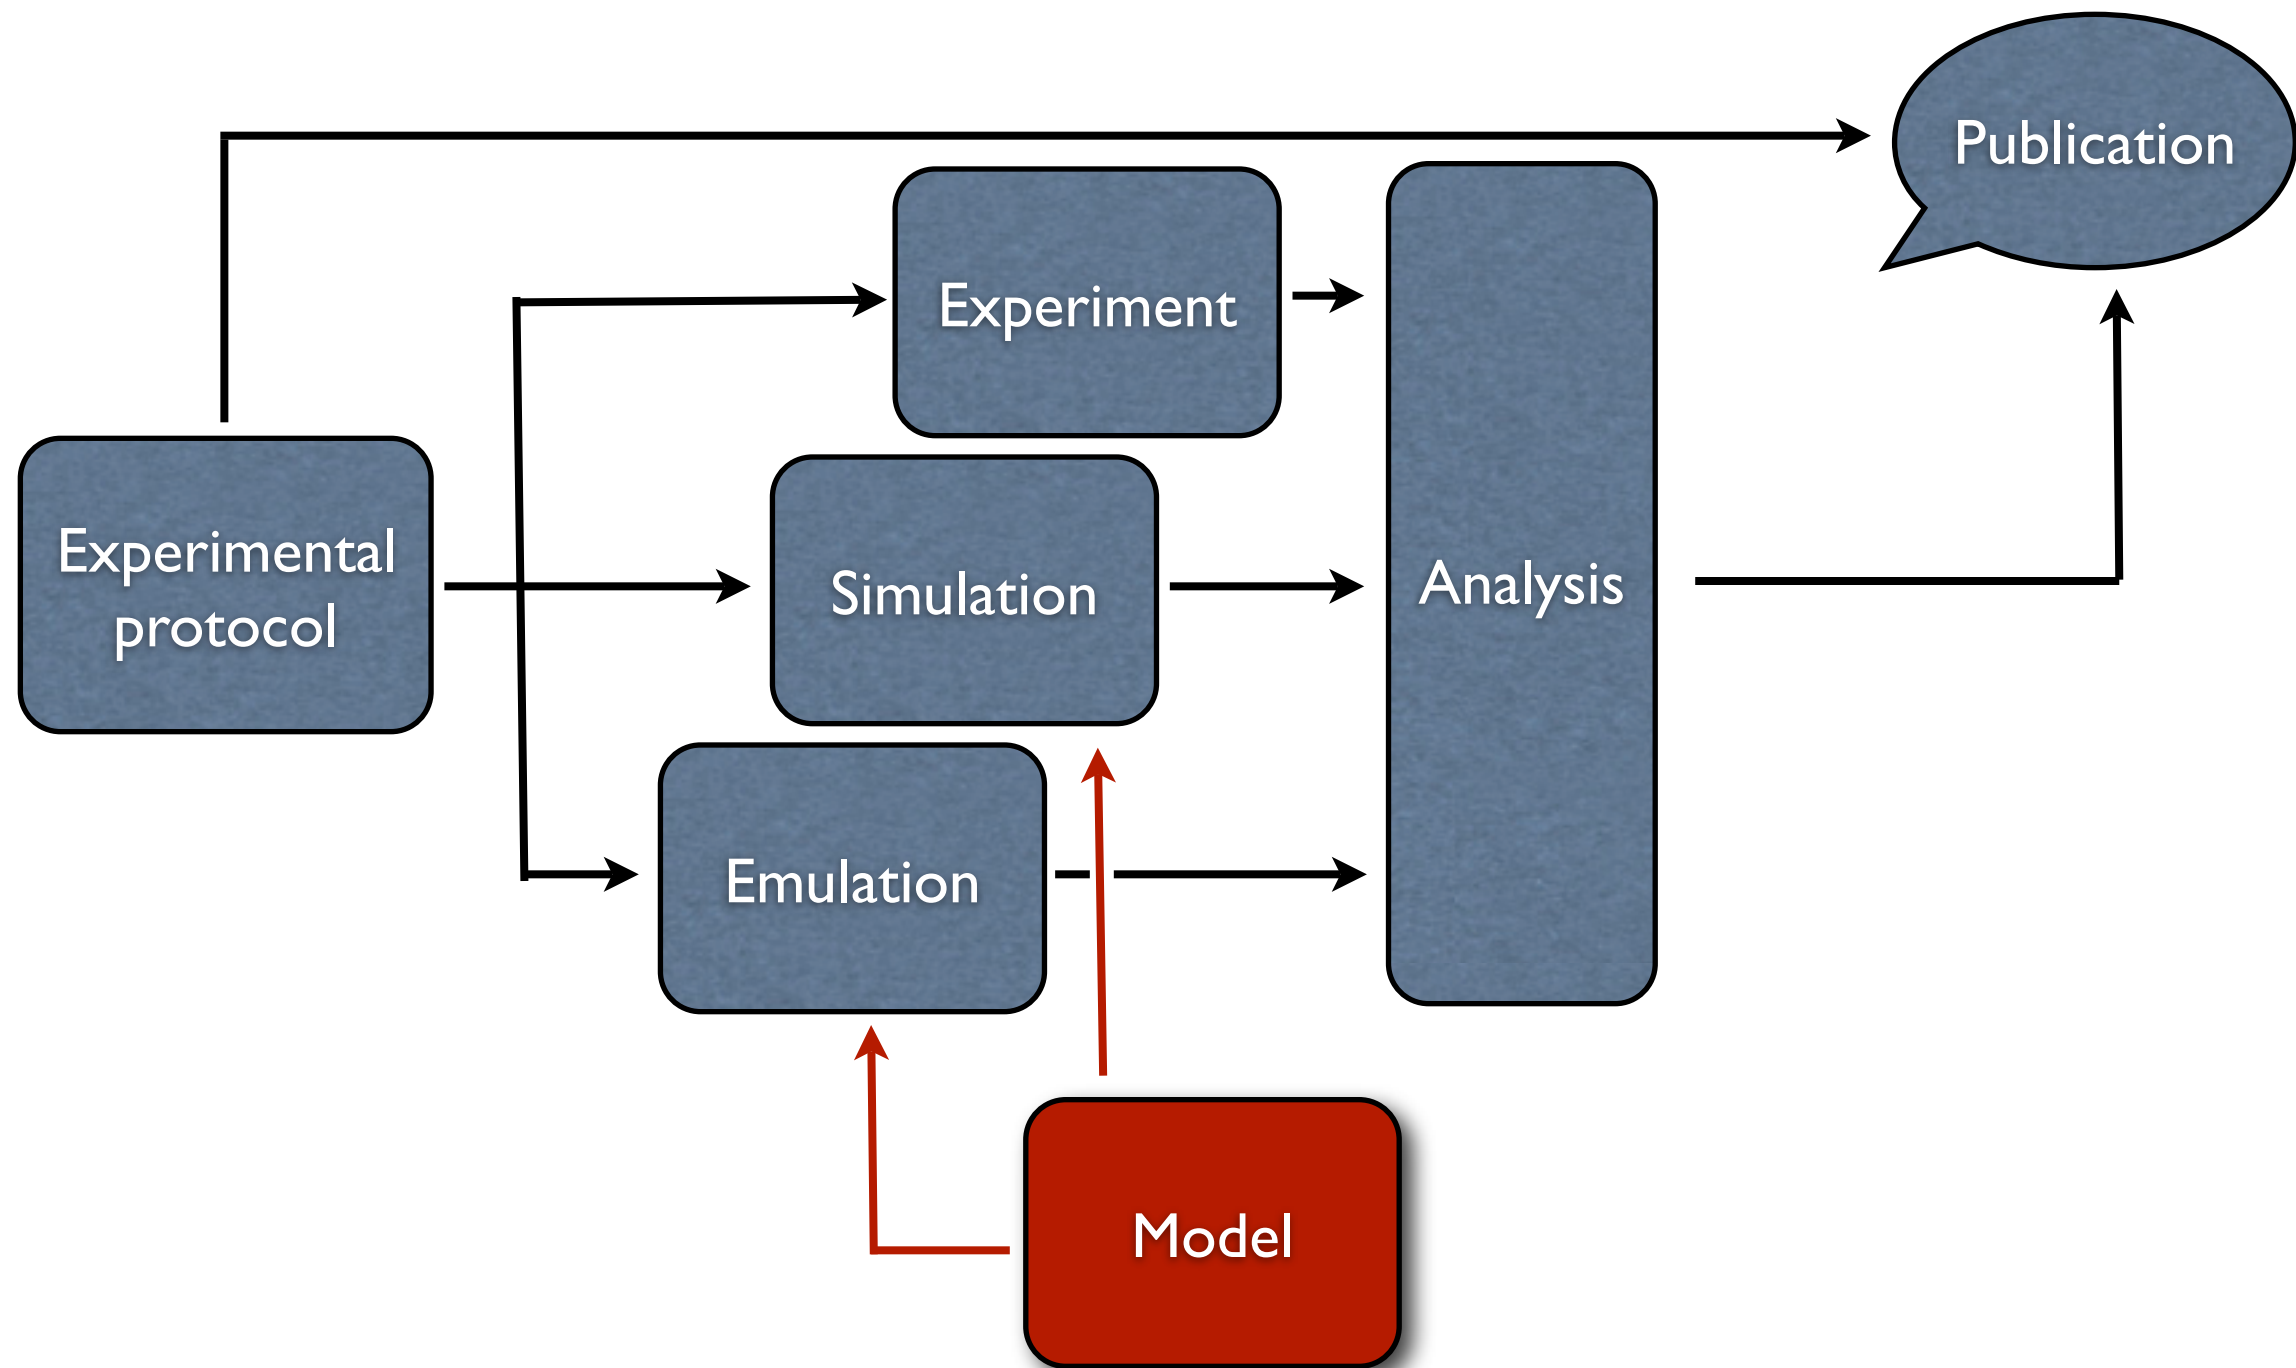 Publication
Experiment
Experimental
protocol
Simulation
Analysis
Emulation
Model